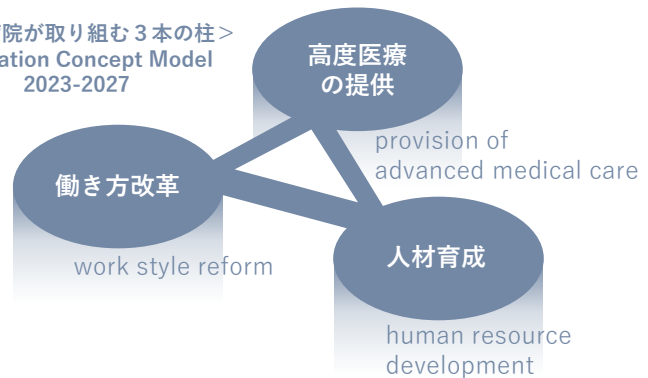 院が取り組む３本の柱＞
ation Concept Model
2023-2027
高度医療
の提供
provision of
advanced medical care
働き方改革
work style reform
人材育成
human resource
development